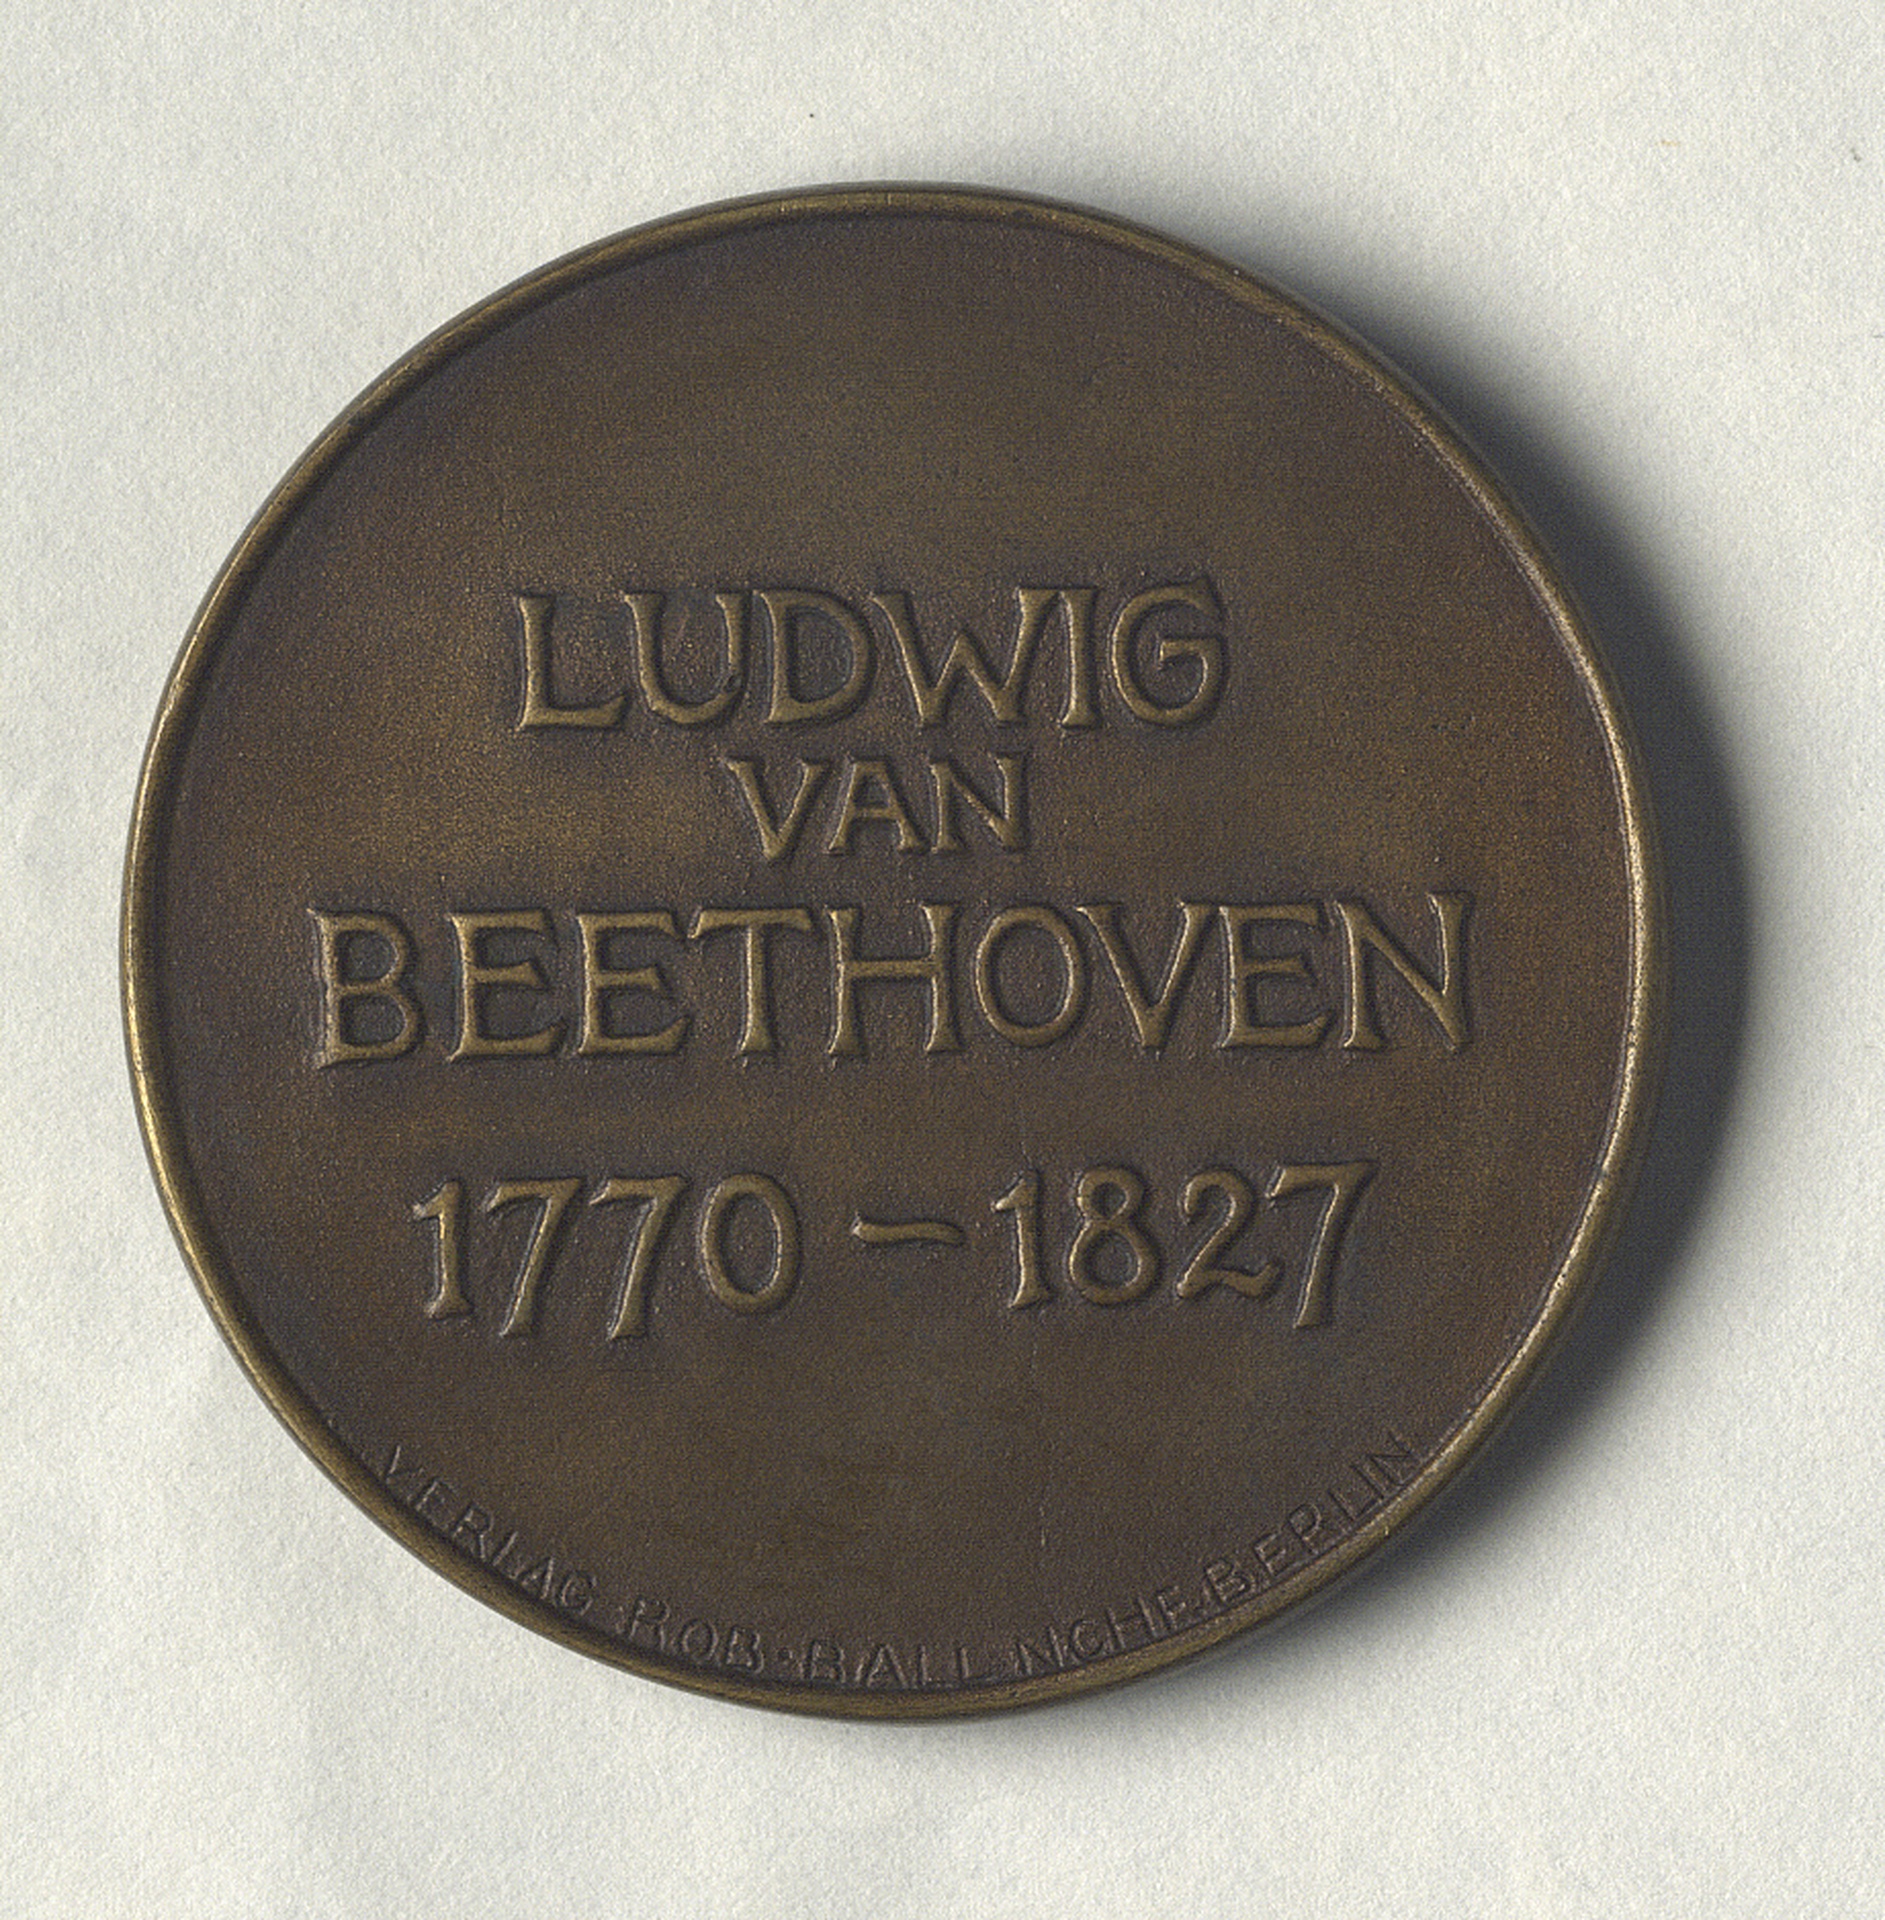 LUDWIG
VAN
BEETHOVEN
1770 – 1827
VERLAG ROB·BALL NCHF.BERLIN